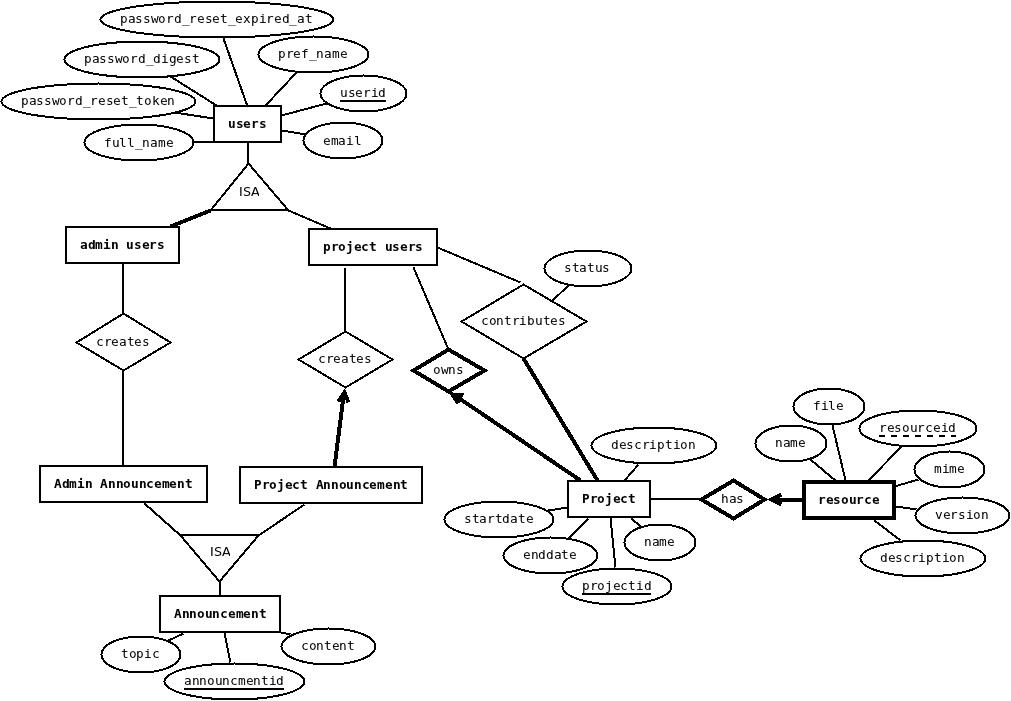 password_reset_expired_at
password_digest
pref_name
password_reset_token
userid
users
full_name
email
ISA
admin users
project users
status
creates
contributes
creates
owns
file
resourceid
description
name
mime
Admin Announcement
Project Announcement
Project
has
resource
startdate
version
enddate
name
ISA
description
projectid
Announcement
topic
content
announcmentid